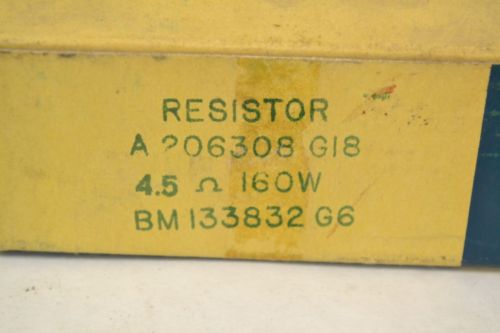 RESISTOR
A 206308 G18
4.5 Ω 160W
BM 133832 G6